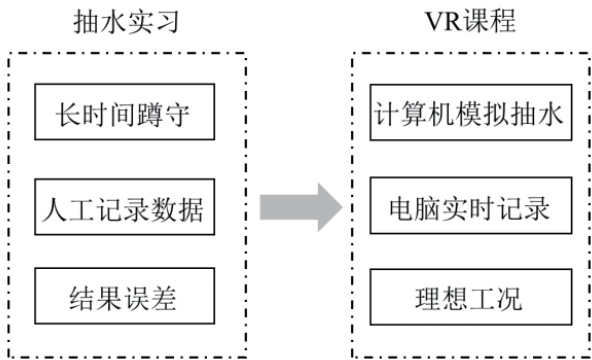 抽水实习
长时间蹲守
人工记录数据
结果误差
VR课程
计算机模拟抽水
电脑实时记录
理想工况